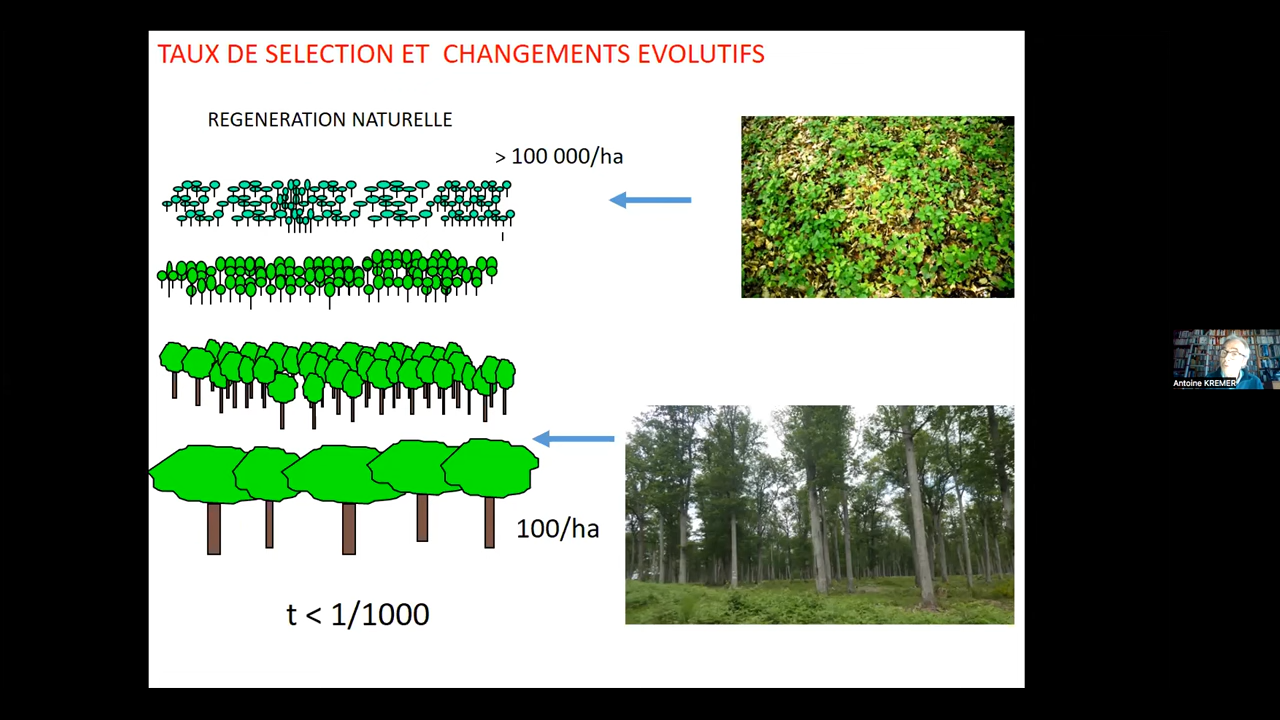 TAUX DE SELECTION ET CHANGEMENTS EVOLUTIFS
REGENERATION NATURELLE
> 100 000/ha
100/ha
t < 1/1000
Antoine KREMER